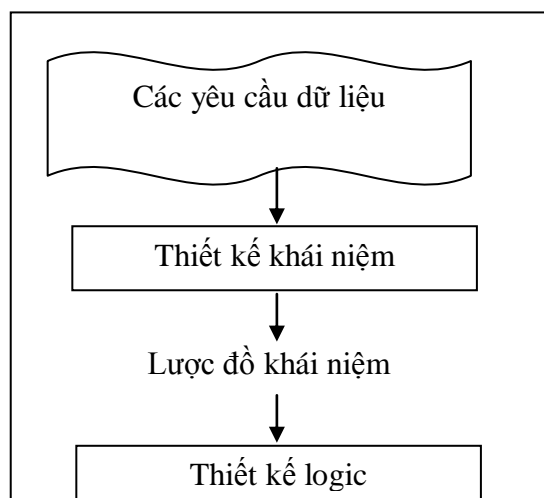 Các yêu cầu dữ liệu
Thiết kế khái niệm
Lược đồ khái niệm
Thiết kế logic